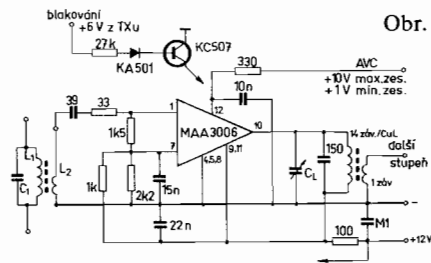 Obr.
blakování
+6V z TXu
27k
KA501
KC507
330
AVC
+10V max.zes.
+1V min.zes.
10n
12
39
33
1
1k5
MAA3006
10
7
4,5,8
9,11
L₁
C₁
L₂
1k
2k2
15n
22n
C_L
150
14 záv./CuL
další
stupeň
1 záv
-
M1
100
+12V